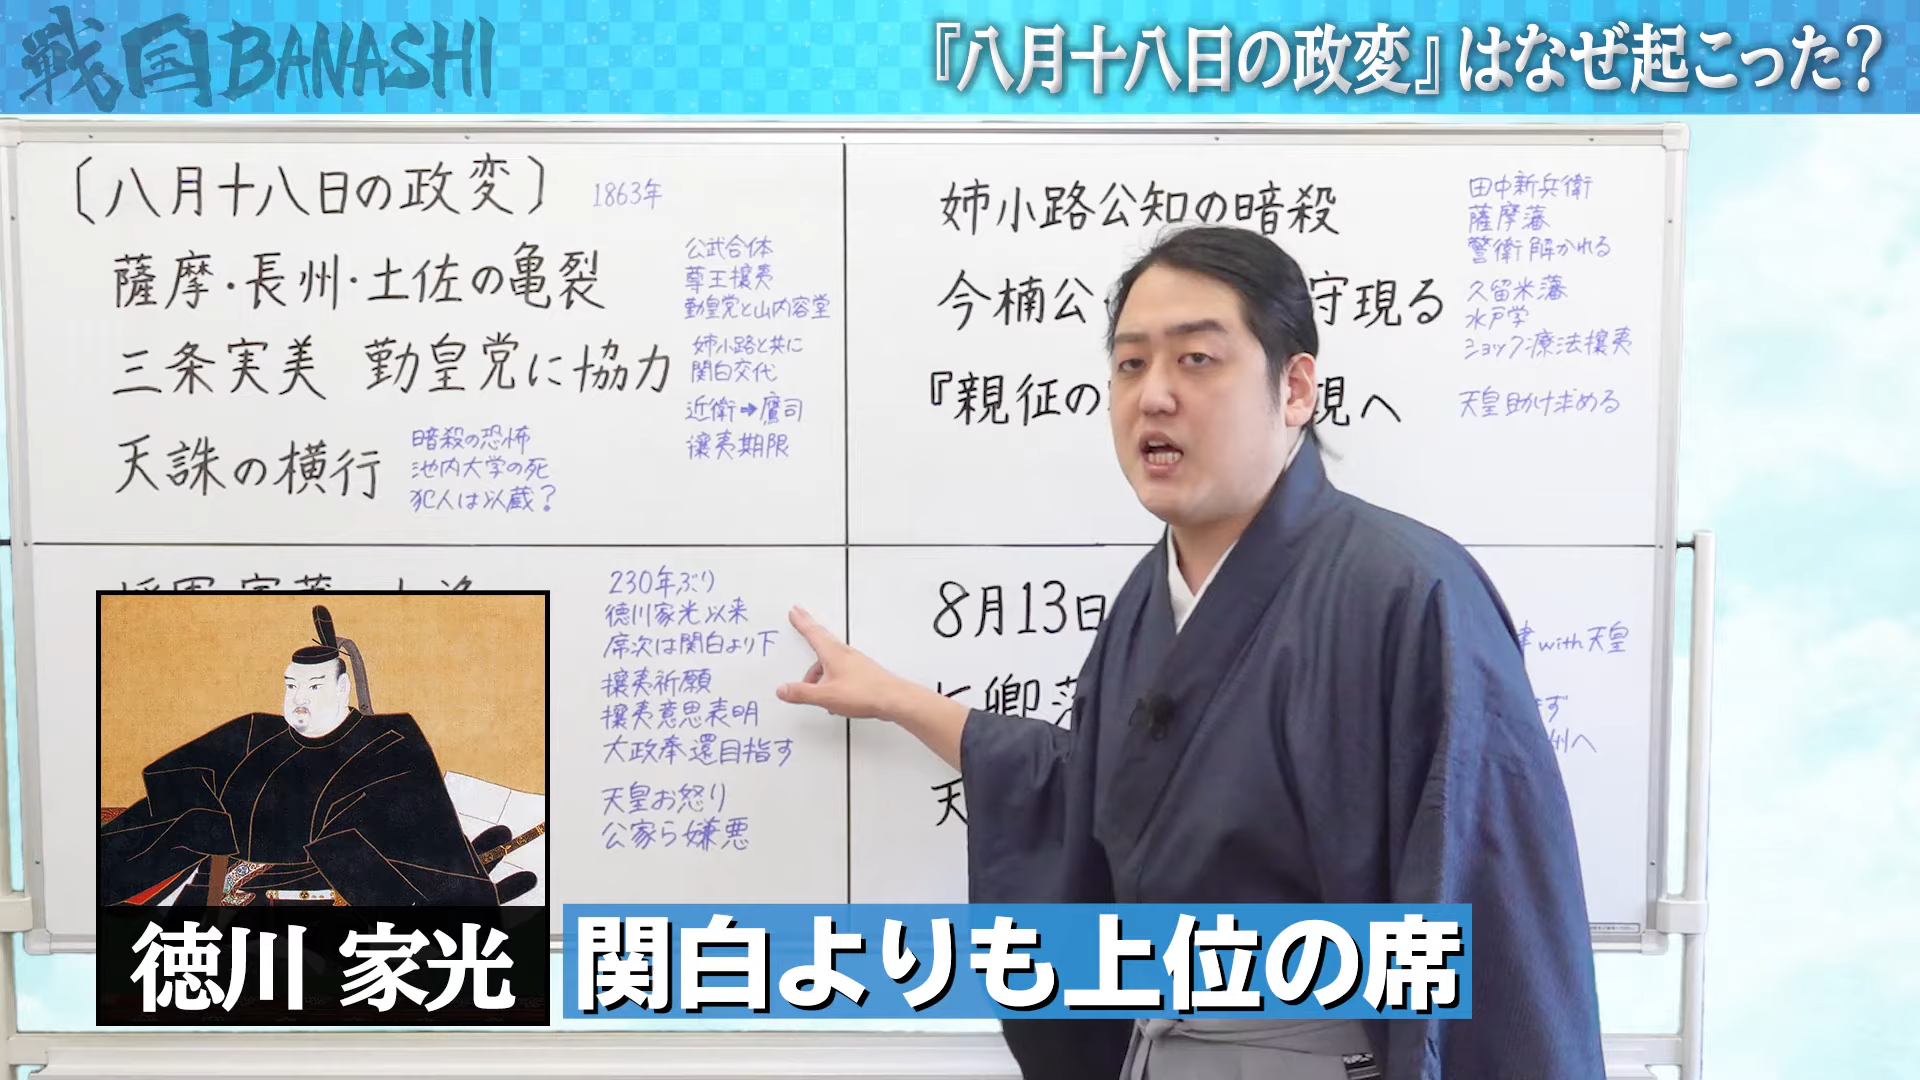 戦国BANASHI
『八月十八日の政変』はなぜ起こった?
〔八月十八日の政変〕
1863年
薩摩・長州・土佐の亀裂
公武合体
尊王攘夷
勤皇党と山内容堂
三条実美 勤皇党に協力
姉小路と共に
関白交代
近衛➡鷹司
攘夷期限
天誅の横行
暗殺の恐怖
池内大学の死
犯人は以蔵?
姉小路公知の暗殺
田中新兵衛
薩摩藩
警衛解かれる
今楠公
守現る
久留米藩
水戸学
ショック療法攘夷
『親征の
現へ
天皇助け求める
230年ぶり
徳川家光以来
席次は関白より下
攘夷祈願
攘夷意思表明
大政奉還目指す
天皇お怒り
公家ら嫌悪
8月13日
with天皇
卿
ず
州へ
天
徳川 家光
関白よりも上位の席